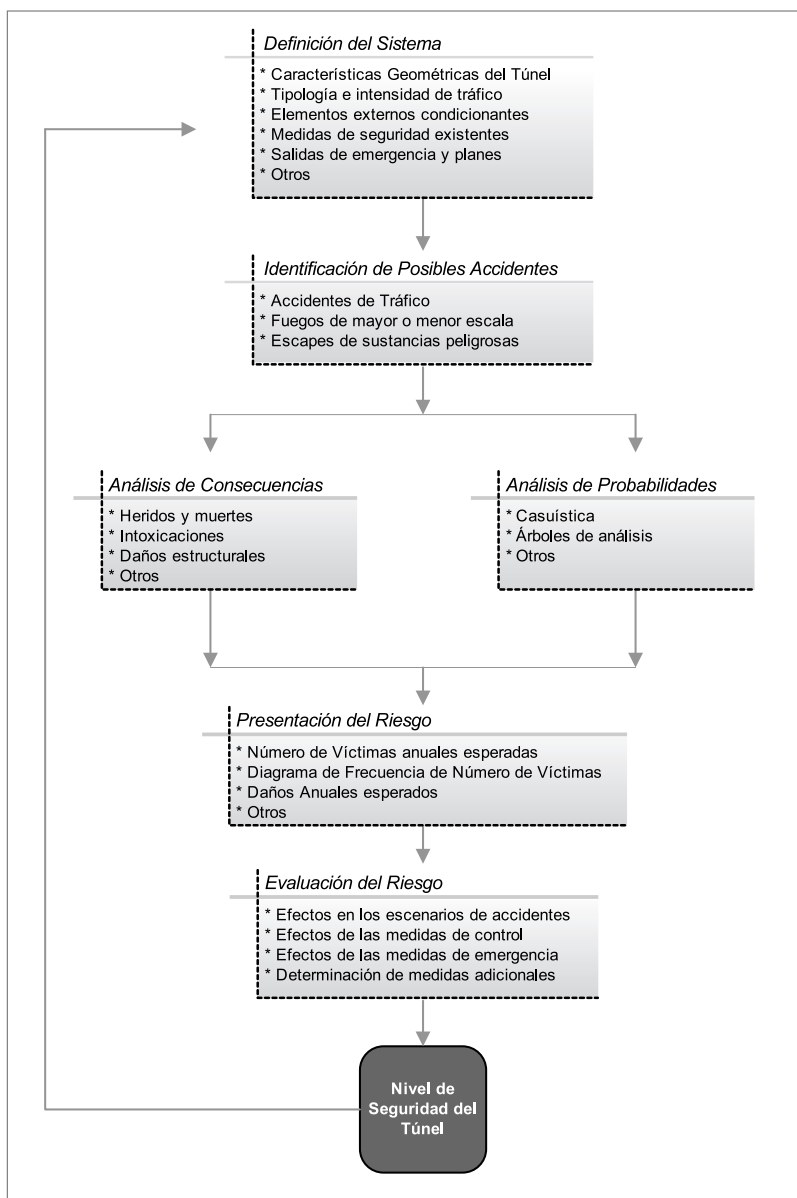 Definición del Sistema
* Características Geométricas del Túnel
* Tipología e intensidad de tráfico
* Elementos externos condicionantes
* Medidas de seguridad existentes
* Salidas de emergencia y planes
* Otros
Identificación de Posibles Accidentes
* Accidentes de Tráfico
* Fuegos de mayor o menor escala
* Escapes de sustancias peligrosas
Análisis de Consecuencias
* Heridos y muertes
* Intoxicaciones
* Daños estructurales
* Otros
Análisis de Probabilidades
* Casuística
* Árboles de análisis
* Otros
Presentación del Riesgo
* Número de Víctimas anuales esperadas
* Diagrama de Frecuencia de Número de Víctimas
* Daños Anuales esperados
* Otros
Evaluación del Riesgo
* Efectos en los escenarios de accidentes
* Efectos de las medidas de control
* Efectos de las medidas de emergencia
* Determinación de medidas adicionales
Nivel de
Seguridad del
Túnel